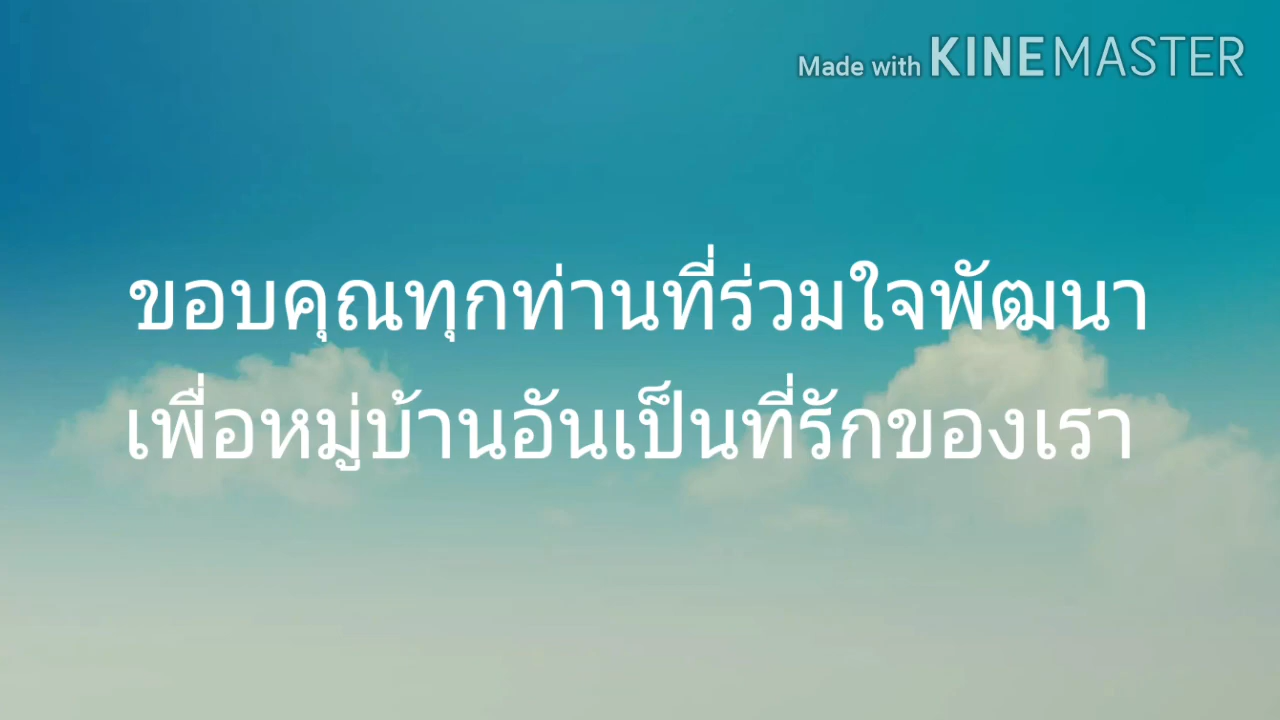 Made with KINEMASTER
ขอบคุณทุกท่านที่ร่วมใจพัฒนา
เพื่อหมู่บ้านอันเป็นที่รักของเรา